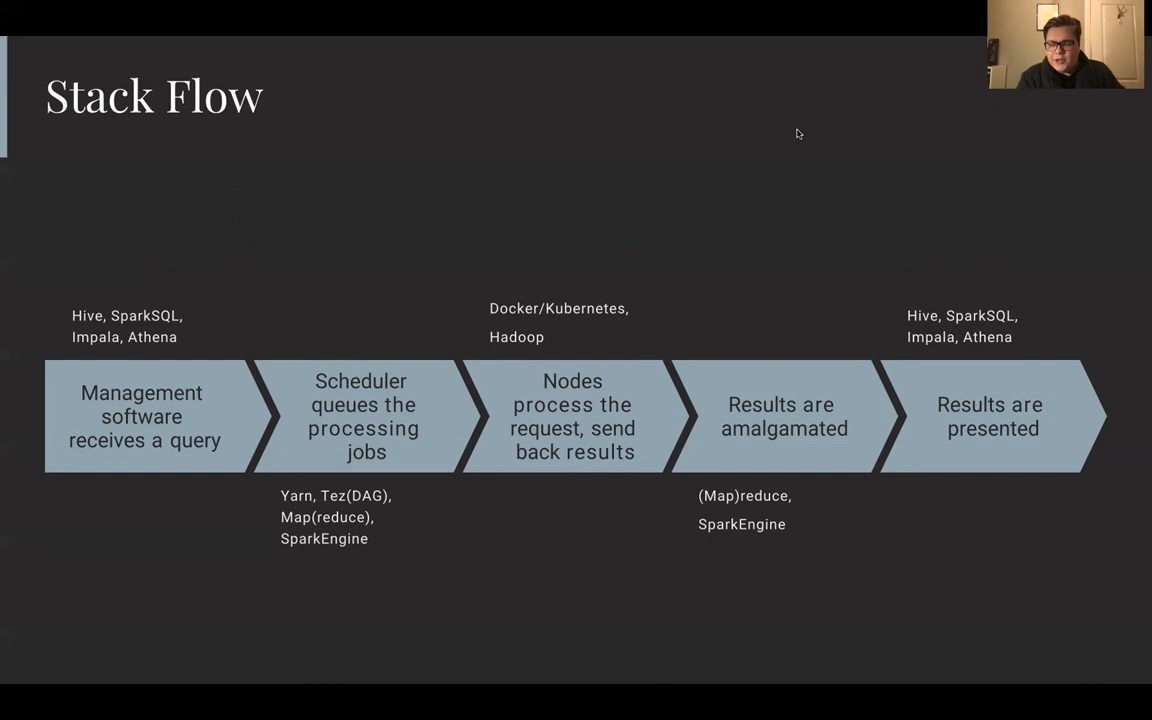 Stack Flow
Hive, SparkSQL,
Impala, Athena
Management
software
receives a query
Scheduler
queues the
processing
jobs
Yarn, Tez(DAG),
Map(reduce),
SparkEngine
Docker/Kubernetes,
Hadoop
Nodes
process the
request, send
back results
Results are
amalgamated
(Map)reduce,
SparkEngine
Hive, SparkSQL,
Impala, Athena
Results are
presented